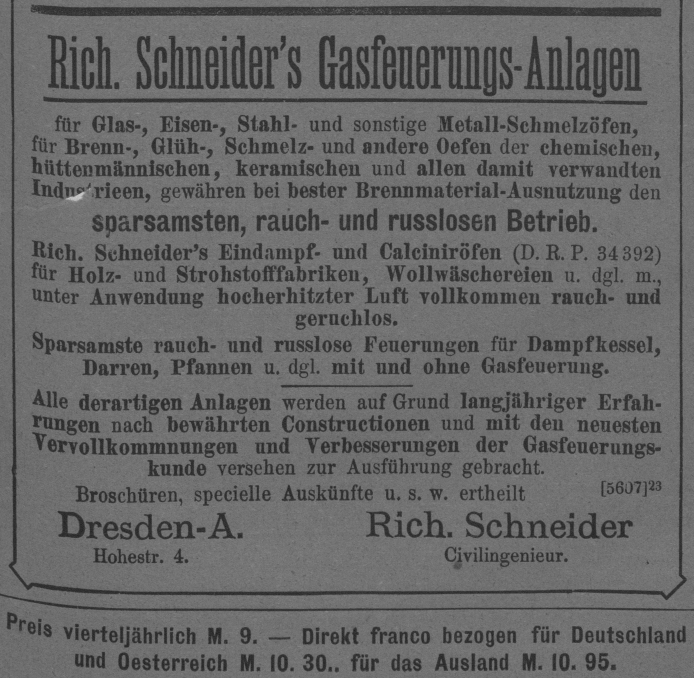 Rich. Schneider's Gasfeuerungs-Anlagen
für Glas-, Eisen-, Stahl- und sonstige Metall-Schmelzöfen,
für Brenn-, Glüh-, Schmelz- und andere Oefen der chemischen,
hüttenmännischen, keramischen und allen damit verwandten
Industrieen, gewähren bei bester Brennmaterial-Ausnutzung den
sparsamsten, rauch- und russlosen Betrieb.
Rich. Schneider's Eindampf- und Calciniröfen (D. R. P. 34392)
für Holz- und Strohstofffabriken, Wollwäschereien u. dgl. m.,
unter Anwendung hocherhitzter Luft vollkommen rauch- und
geruchlos.
Sparsamste rauch- und russlose Feuerungen für Dampfkessel,
Darren, Pfannen u. dgl. mit und ohne Gasfeuerung.
Alle derartigen Anlagen werden auf Grund langjähriger Erfah-
rungen nach bewährten Constructionen und mit den neuesten
Vervollkommnungen und Verbesserungen der Gasfeuerungs-
kunde versehen zur Ausführung gebracht.
Broschüren, specielle Auskünfte u. s. w. ertheilt [5607]23
Dresden-A. Rich. Schneider
Hohestr. 4. Civilingenieur.
Preis vierteljährlich M. 9. — Direkt franco bezogen für Deutschland
und Oesterreich M. 10. 30.. für das Ausland M. 10. 95.